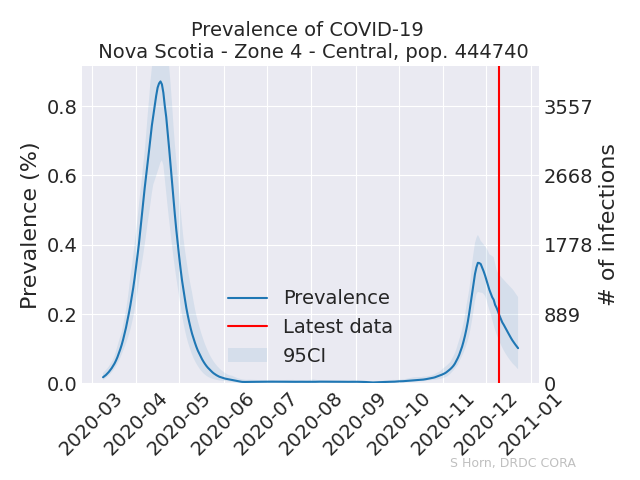 Prevalence of COVID-19
Nova Scotia - Zone 4 - Central, pop. 444740
Prevalence (%)
0.8
0.6
0.4
0.2
0.0
3557
2668
1778
889
0
# of infections
Prevalence
Latest data
95CI
2020-03
2020-04
2020-05
2020-06
2020-07
2020-08
2020-09
2020-10
2020-11
2020-12
2021-01
S Horn, DRDC CORA